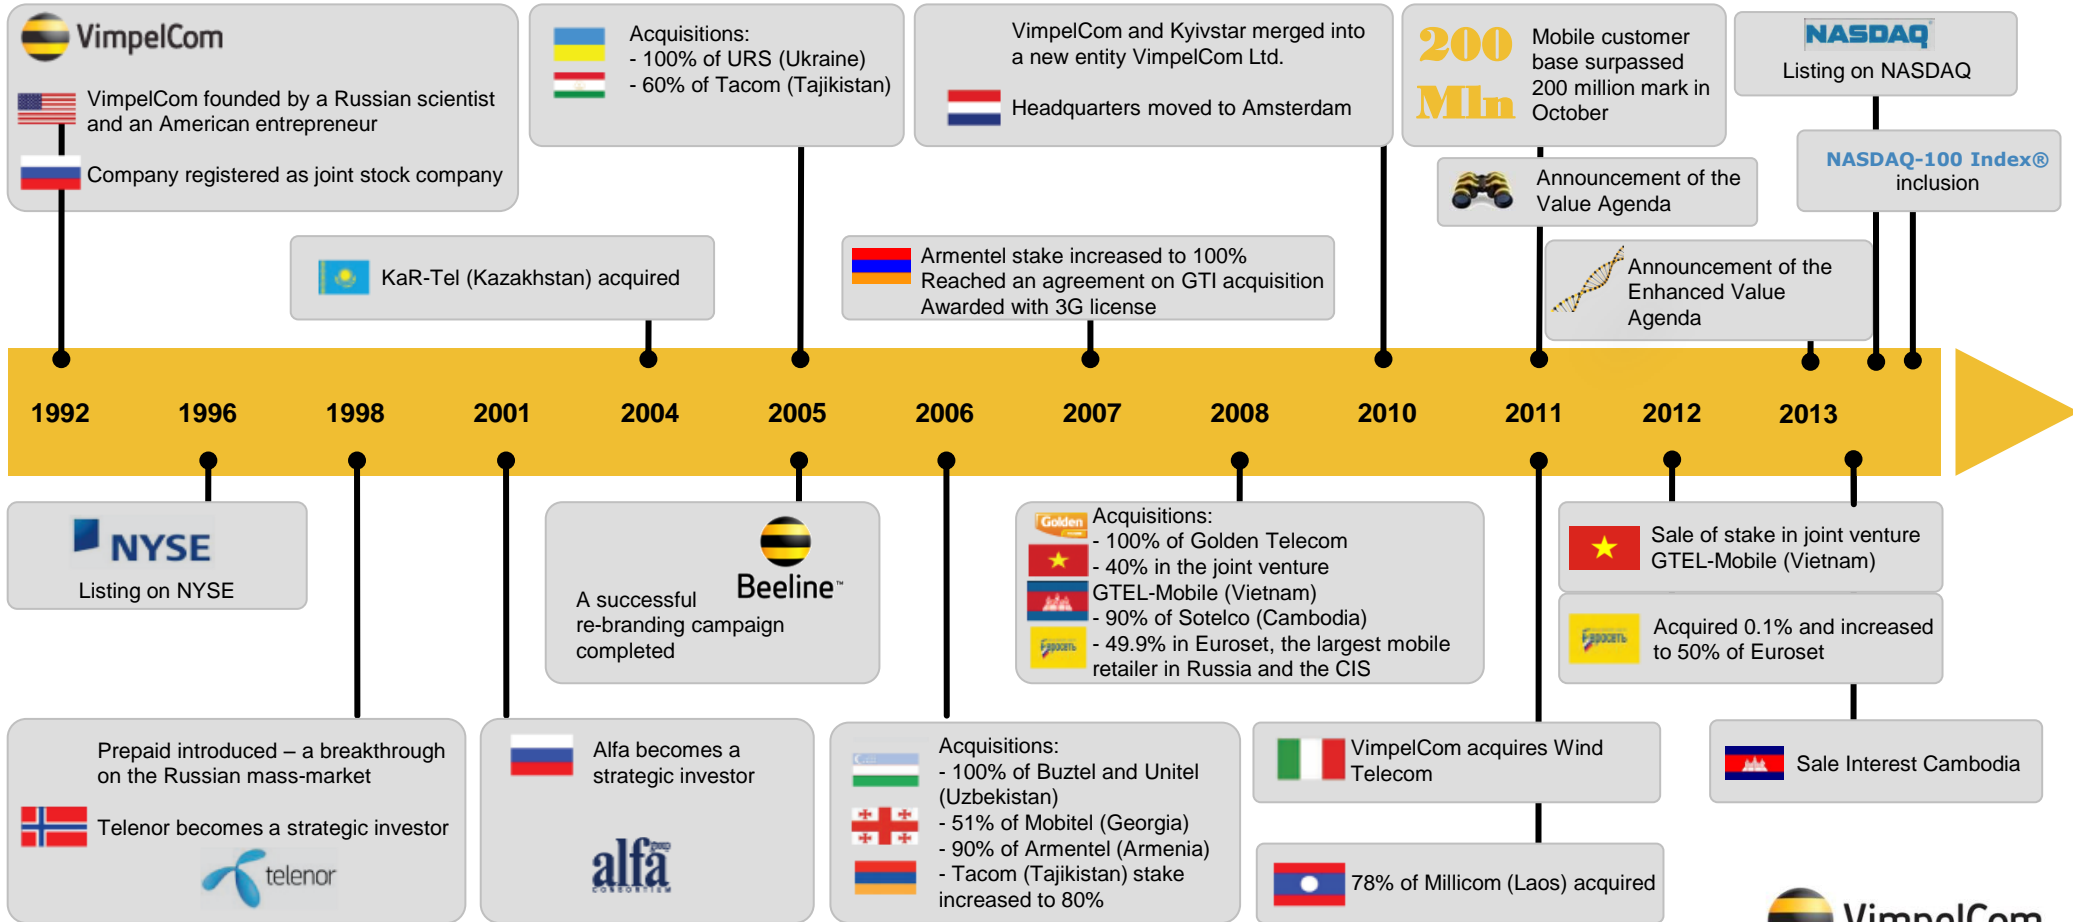 VimpelCom
VimpelCom founded by a Russian scientist
and an American entrepreneur
Company registered as joint stock company
Acquisitions:
- 100% of URS (Ukraine)
- 60% of Tacom (Tajikistan)
VimpelCom and Kyivstar merged into
a new entity VimpelCom Ltd.
Headquarters moved to Amsterdam
200
Mln
Mobile customer
base surpassed
200 million mark in
October
NASDAQ
Listing on NASDAQ
Announcement of the
Value Agenda
NASDAQ-100 Index®
inclusion
KaR-Tel (Kazakhstan) acquired
Armentel stake increased to 100%
Reached an agreement on GTI acquisition
Awarded with 3G license
Announcement of the
Enhanced Value
Agenda
1992 1996 1998 2001 2004 2005 2006 2007 2008 2010 2011 2012 2013
NYSE
Listing on NYSE
Beeline™
A successful
re-branding campaign
completed
Golden
Acquisitions:
- 100% of Golden Telecom
- 40% in the joint venture
GTEL-Mobile (Vietnam)
- 90% of Sotelco (Cambodia)
- 49.9% in Euroset, the largest mobile
retailer in Russia and the CIS
Евросеть
Sale of stake in joint venture
GTEL-Mobile (Vietnam)
Евросеть
Acquired 0.1% and increased
to 50% of Euroset
Prepaid introduced – a breakthrough
on the Russian mass-market
Telenor becomes a strategic investor
telenor
Alfa becomes a
strategic investor
alfa
group
CONSORTIUM
Acquisitions:
- 100% of Buztel and Unitel
(Uzbekistan)
- 51% of Mobitel (Georgia)
- 90% of Armentel (Armenia)
- Tacom (Tajikistan) stake
increased to 80%
VimpelCom acquires Wind
Telecom
78% of Millicom (Laos) acquired
Sale Interest Cambodia
VimpelCom